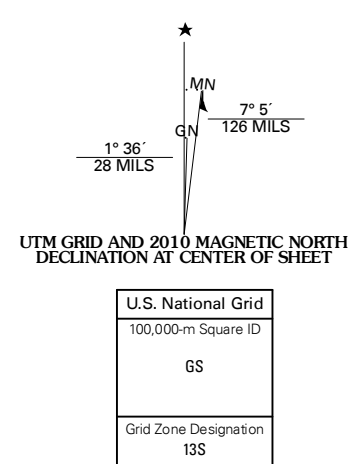 ★
MN
7° 5´
126 MILS
GN
1° 36´
28 MILS
UTM GRID AND 2010 MAGNETIC NORTH
DECLINATION AT CENTER OF SHEET
U.S. National Grid
100,000-m Square ID
GS
Grid Zone Designation
13S